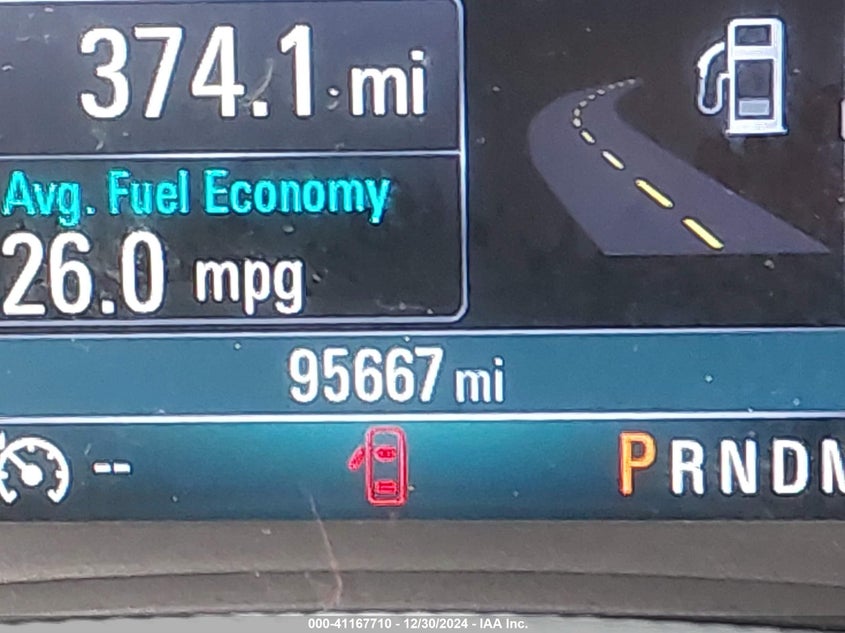 374.1 mi
Avg. Fuel Economy
26.0 mpg
95667 mi
--
PRNDM
000-41167710 - 12/30/2024 - IAA Inc.